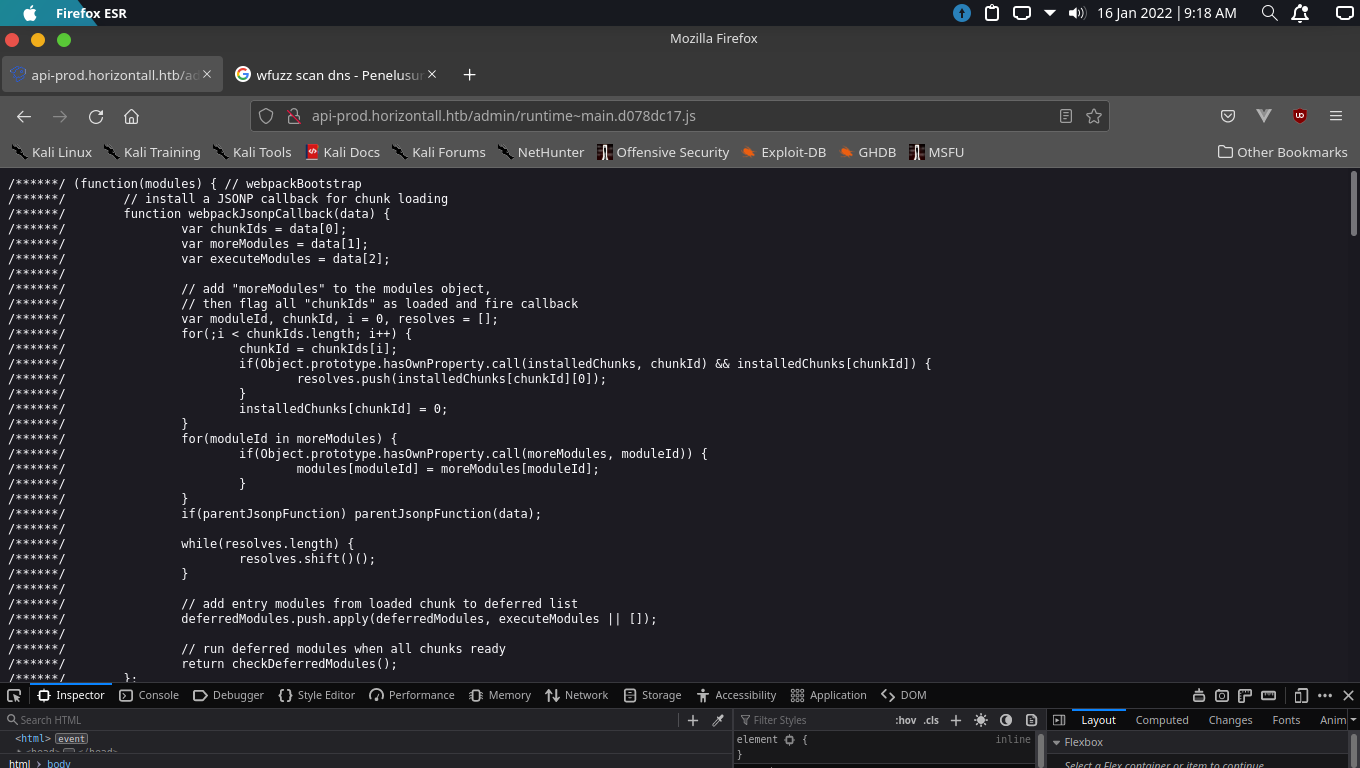 Firefox ESR
16 Jan 2022 | 9:18 AM
Mozilla Firefox
api-prod.horizontall.htb/ad
wfuzz scan dns - Penelusur
api-prod.horizontall.htb/admin/runtime~main.d078dc17.js
Kali Linux Kali Training Kali Tools Kali Docs Kali Forums NetHunter Offensive Security Exploit-DB GHDB MSFU Other Bookmarks
/******/ (function(modules) { // webpackBootstrap
/******/ 	// install a JSONP callback for chunk loading
/******/ 	function webpackJsonpCallback(data) {
/******/ 		var chunkIds = data[0];
/******/ 		var moreModules = data[1];
/******/ 		var executeModules = data[2];
/******/
/******/ 		// add "moreModules" to the modules object,
/******/ 		// then flag all "chunkIds" as loaded and fire callback
/******/ 		var moduleId, chunkId, i = 0, resolves = [];
/******/ 		for(;i < chunkIds.length; i++) {
/******/ 			chunkId = chunkIds[i];
/******/ 			if(Object.prototype.hasOwnProperty.call(installedChunks, chunkId) && installedChunks[chunkId]) {
/******/ 				resolves.push(installedChunks[chunkId][0]);
/******/ 			}
/******/ 			installedChunks[chunkId] = 0;
/******/ 		}
/******/ 		for(moduleId in moreModules) {
/******/ 			if(Object.prototype.hasOwnProperty.call(moreModules, moduleId)) {
/******/ 				modules[moduleId] = moreModules[moduleId];
/******/ 			}
/******/ 		}
/******/ 		if(parentJsonpFunction) parentJsonpFunction(data);
/******/
/******/ 		while(resolves.length) {
/******/ 			resolves.shift()();
/******/ 		}
/******/
/******/ 		// add entry modules from loaded chunk to deferred list
/******/ 		deferredModules.push.apply(deferredModules, executeModules || []);
/******/
/******/ 		// run deferred modules when all chunks ready
/******/ 		return checkDeferredModules();
/******/ 	};
Inspector Console Debugger Style Editor Performance Memory Network Storage Accessibility Application DOM
Search HTML
Filter Styles :hov .cls
Layout Computed Changes Fonts Anim
<html> event
<head> </head>
element { inline
}
Flexbox
Select a Flex container or item to continue.
html > body